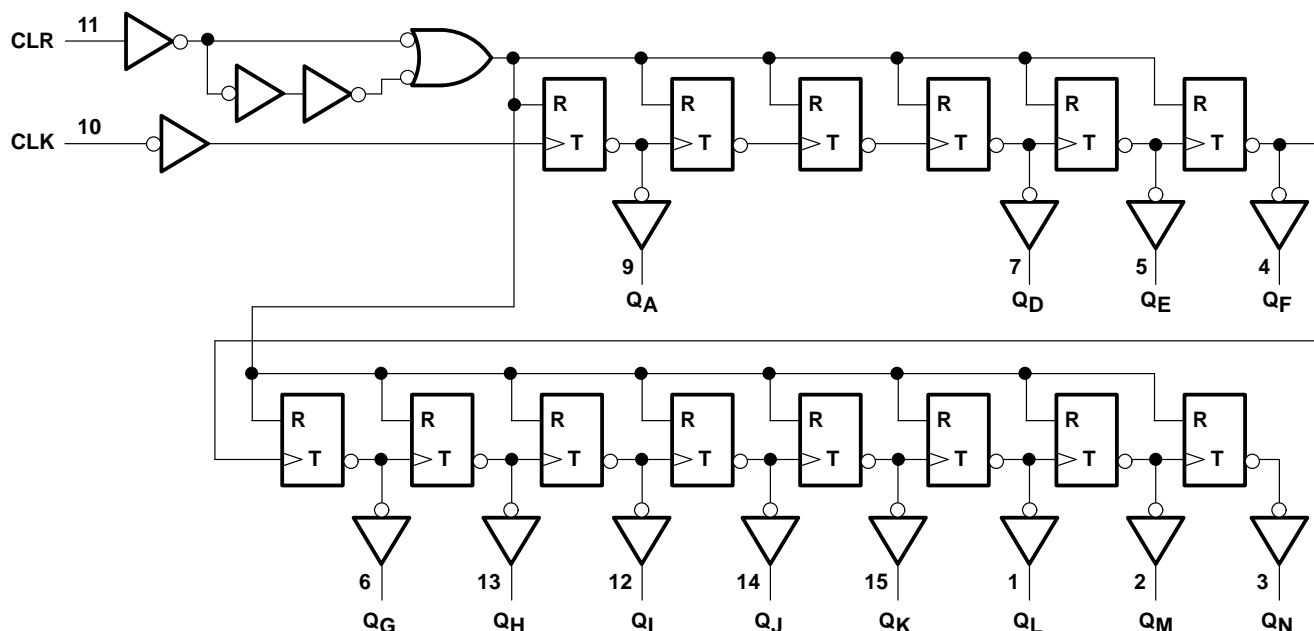 CLR 11
CLK 10
R R R R R R
T T T T T T
9 7 5 4
QA QD QE QF
R R R R R R R R
T T T T T T T T
6 13 12 14 15 1 2 3
QG QH QI QJ QK QL QM QN